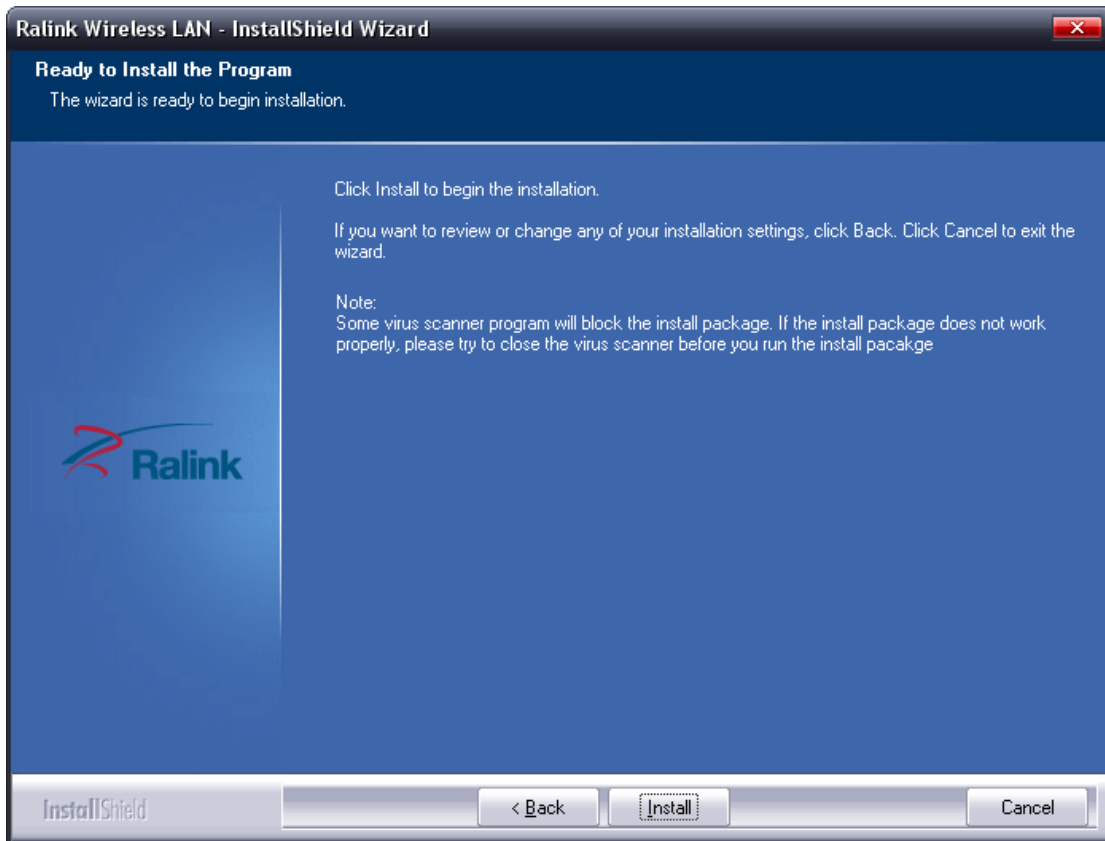 Ralink Wireless LAN - InstallShield Wizard
Ready to Install the Program
The wizard is ready to begin installation.
Click Install to begin the installation.
If you want to review or change any of your installation settings, click Back. Click Cancel to exit the
wizard.
Note:
Some virus scanner program will block the install package. If the install package does not work
properly, please try to close the virus scanner before you run the install pacakge
Ralink
InstallShield
< Back
Install
Cancel